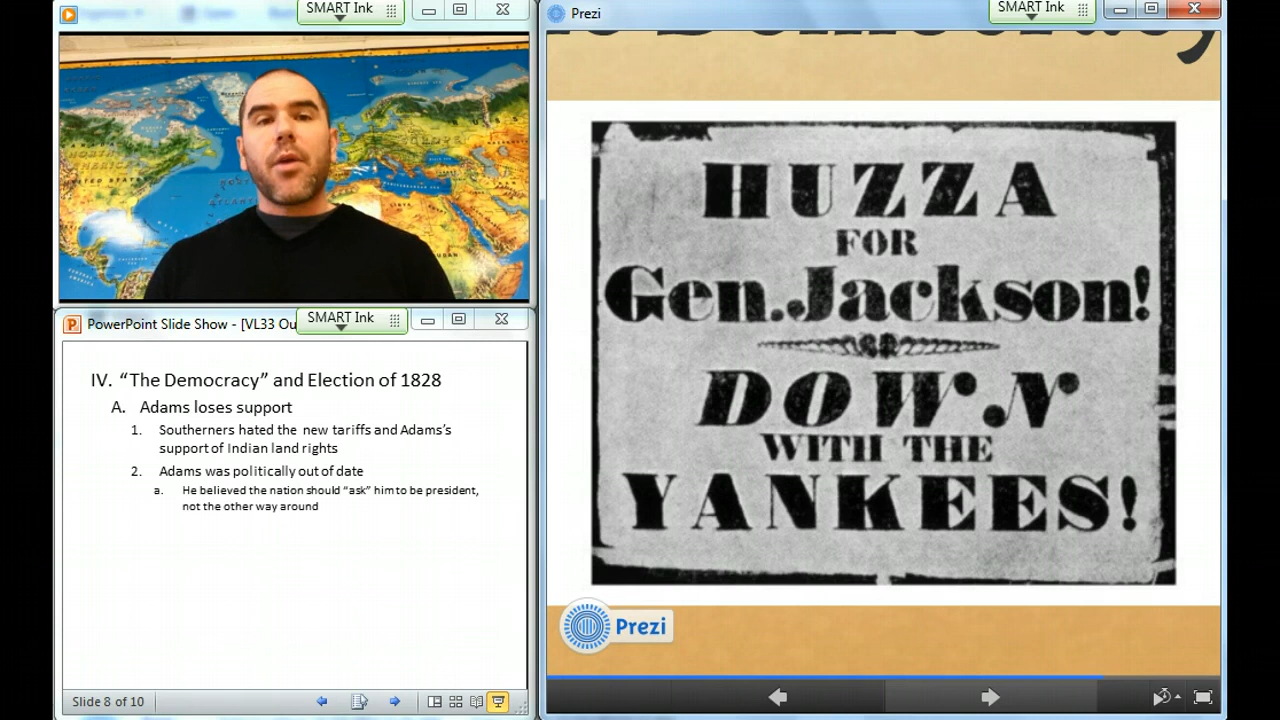 SMART Ink
PowerPoint Slide Show - [VL33 Ou
SMART Ink
IV. “The Democracy” and Election of 1828
A. Adams loses support
1. Southerners hated the new tariffs and Adams’s
support of Indian land rights
2. Adams was politically out of date
a. He believed the nation should “ask” him to be president,
not the other way around
Slide 8 of 10
Prezi
SMART Ink
Democracy
HUZZA
FOR
Gen. Jackson!
DOWN
WITH THE
YANKEES!
Prezi